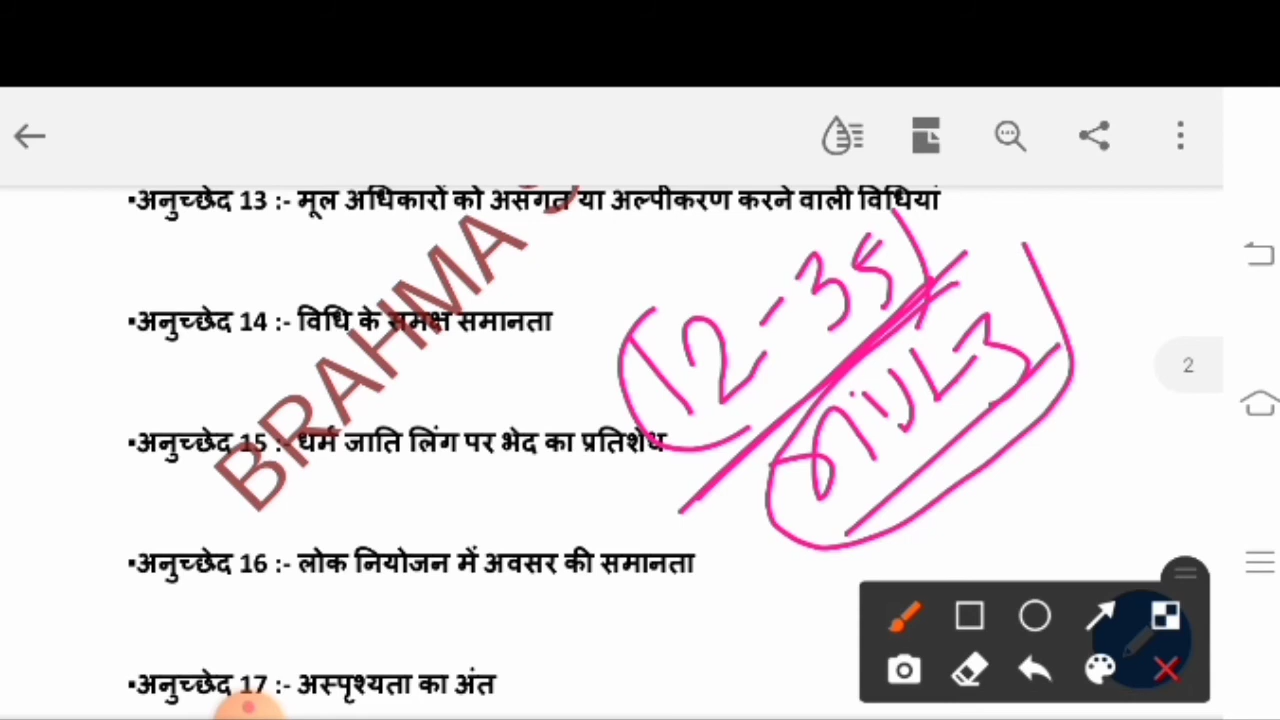 ▪अनुच्छेद 13 :- मूल अधिकारों को असंगत या अल्पीकरण करने वाली विधियां
▪अनुच्छेद 14 :- विधि के समक्ष समानता
▪अनुच्छेद 15 :- धर्म जाति लिंग पर भेद का प्रतिशेध
▪अनुच्छेद 16 :- लोक नियोजन में अवसर की समानता
▪अनुच्छेद 17 :- अस्पृश्यता का अंत
BRAHMA
12-35
भाग-3
2